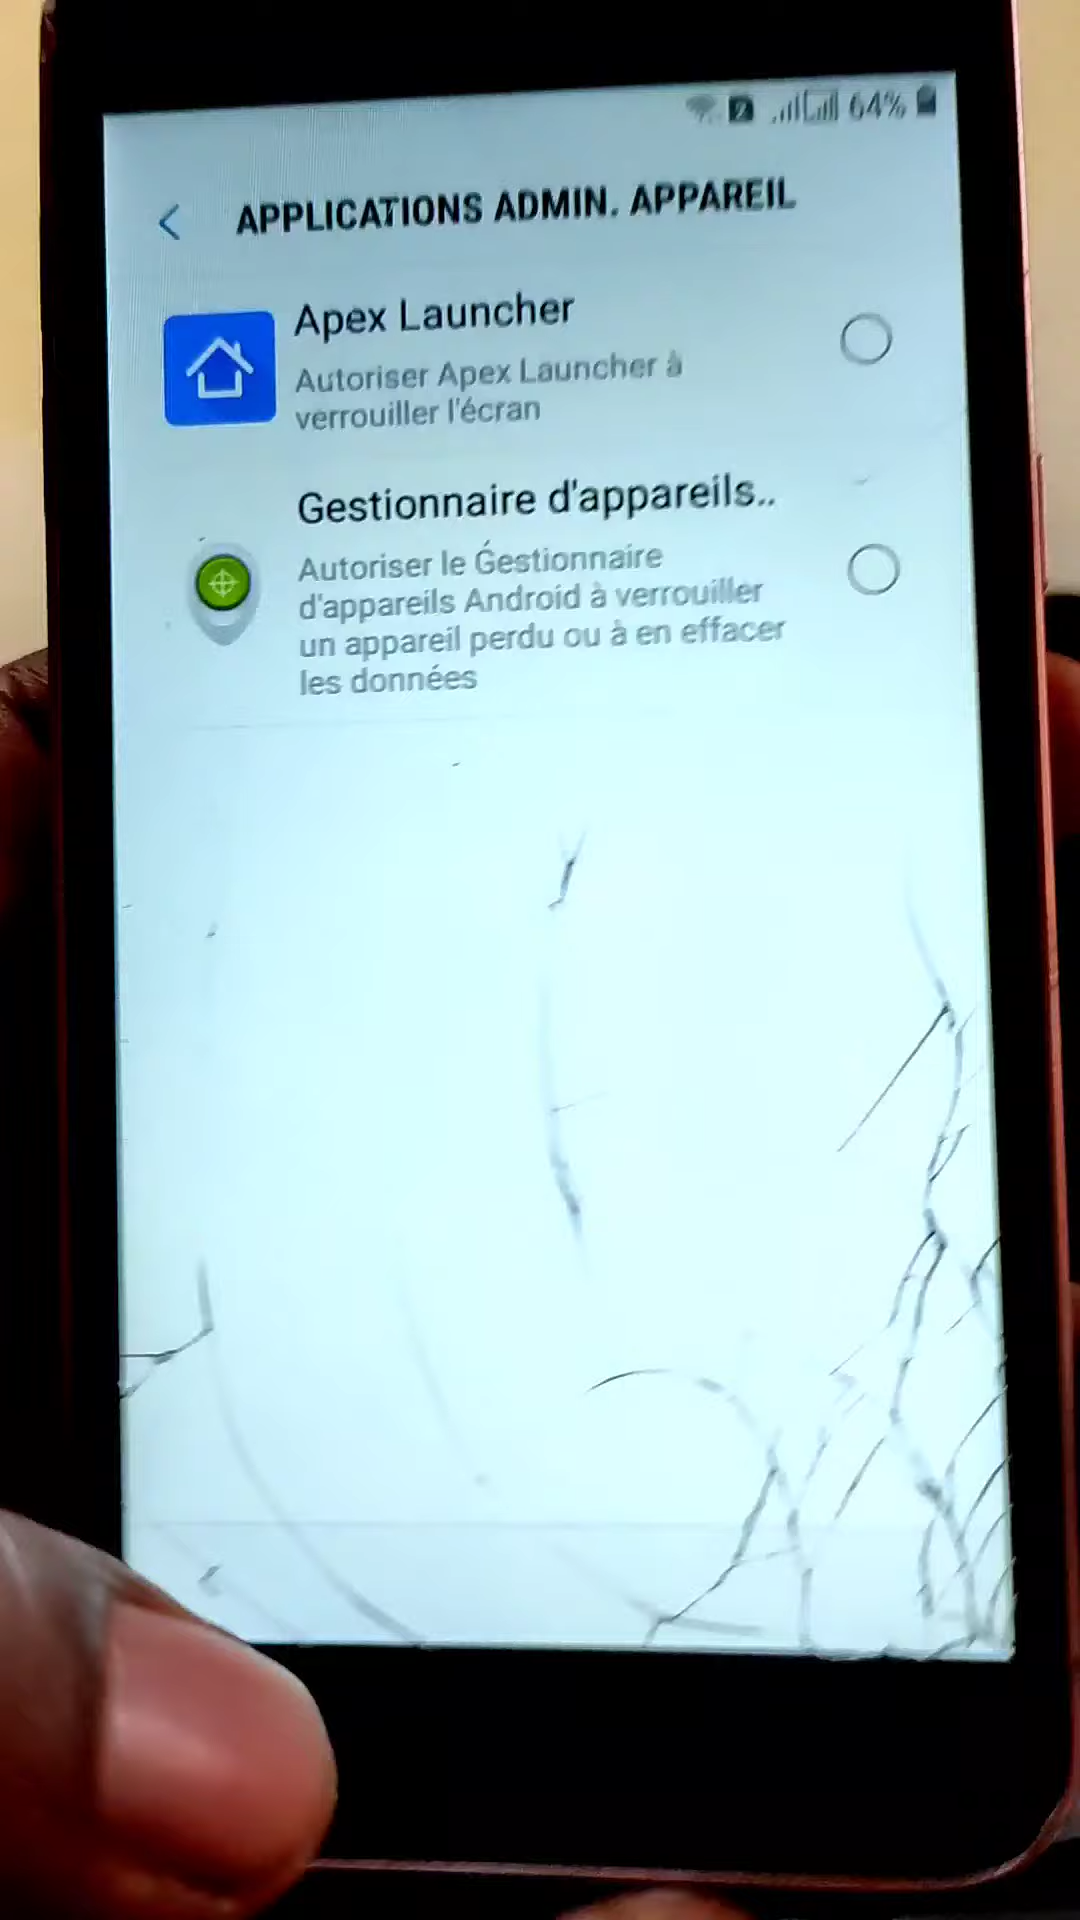 2 64%
APPLICATIONS ADMIN. APPAREIL
Apex Launcher
Autoriser Apex Launcher à
verrouiller l'écran
Gestionnaire d'appareils..
Autoriser le Gestionnaire
d'appareils Android à verrouiller
un appareil perdu ou à en effacer
les données